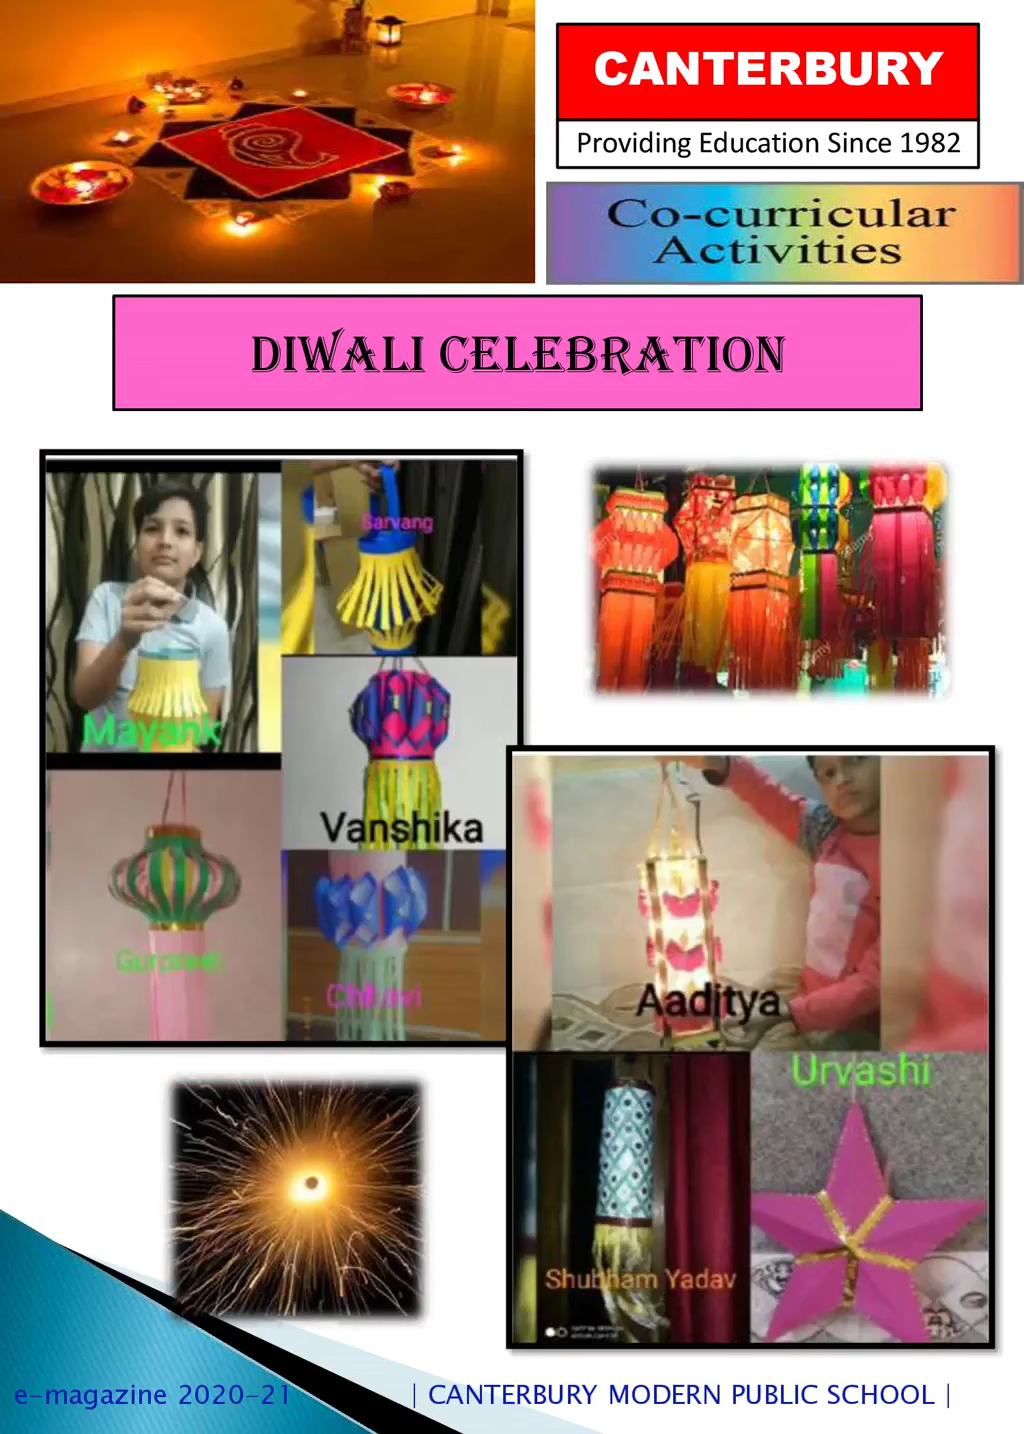 CANTERBURY
Providing Education Since 1982
Co-curricular
Activities
DIWALI CELEBRATION
Sarvang
Mayank
Vanshika
Gurpreet
Aaditya
Urvashi
Shubham Yadav
e-magazine 2020-21
| CANTERBURY MODERN PUBLIC SCHOOL |